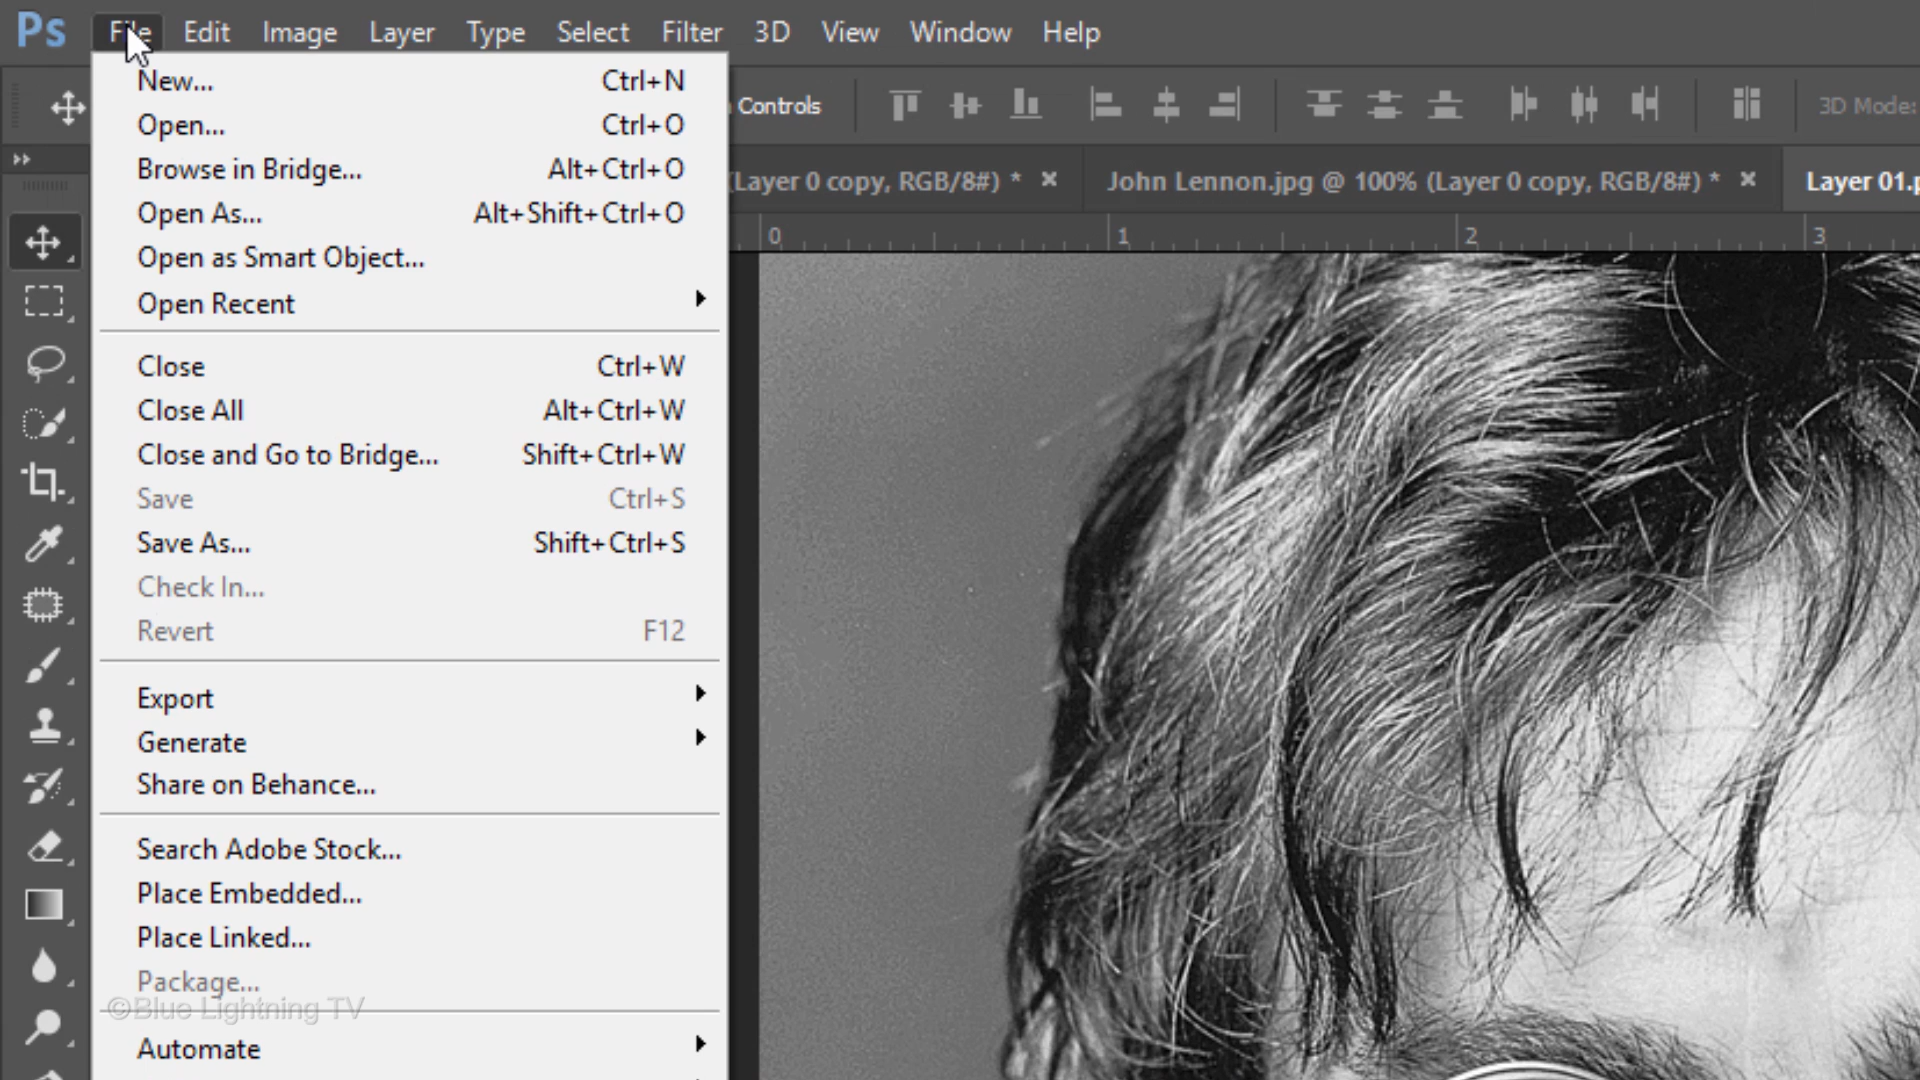 Ps File Edit Image Layer Type Select Filter 3D View Window Help
Controls 3D Mode:
(Layer 0 copy, RGB/8#) * × John Lennon.jpg @ 100% (Layer 0 copy, RGB/8#) * × Layer 01.p
0 1 2 3
New... Ctrl+N
Open... Ctrl+O
Browse in Bridge... Alt+Ctrl+O
Open As... Alt+Shift+Ctrl+O
Open as Smart Object...
Open Recent
Close Ctrl+W
Close All Alt+Ctrl+W
Close and Go to Bridge... Shift+Ctrl+W
Save Ctrl+S
Save As... Shift+Ctrl+S
Check In...
Revert F12
Export
Generate
Share on Behance...
Search Adobe Stock...
Place Embedded...
Place Linked...
Package...
©Blue Lightning TV
Automate